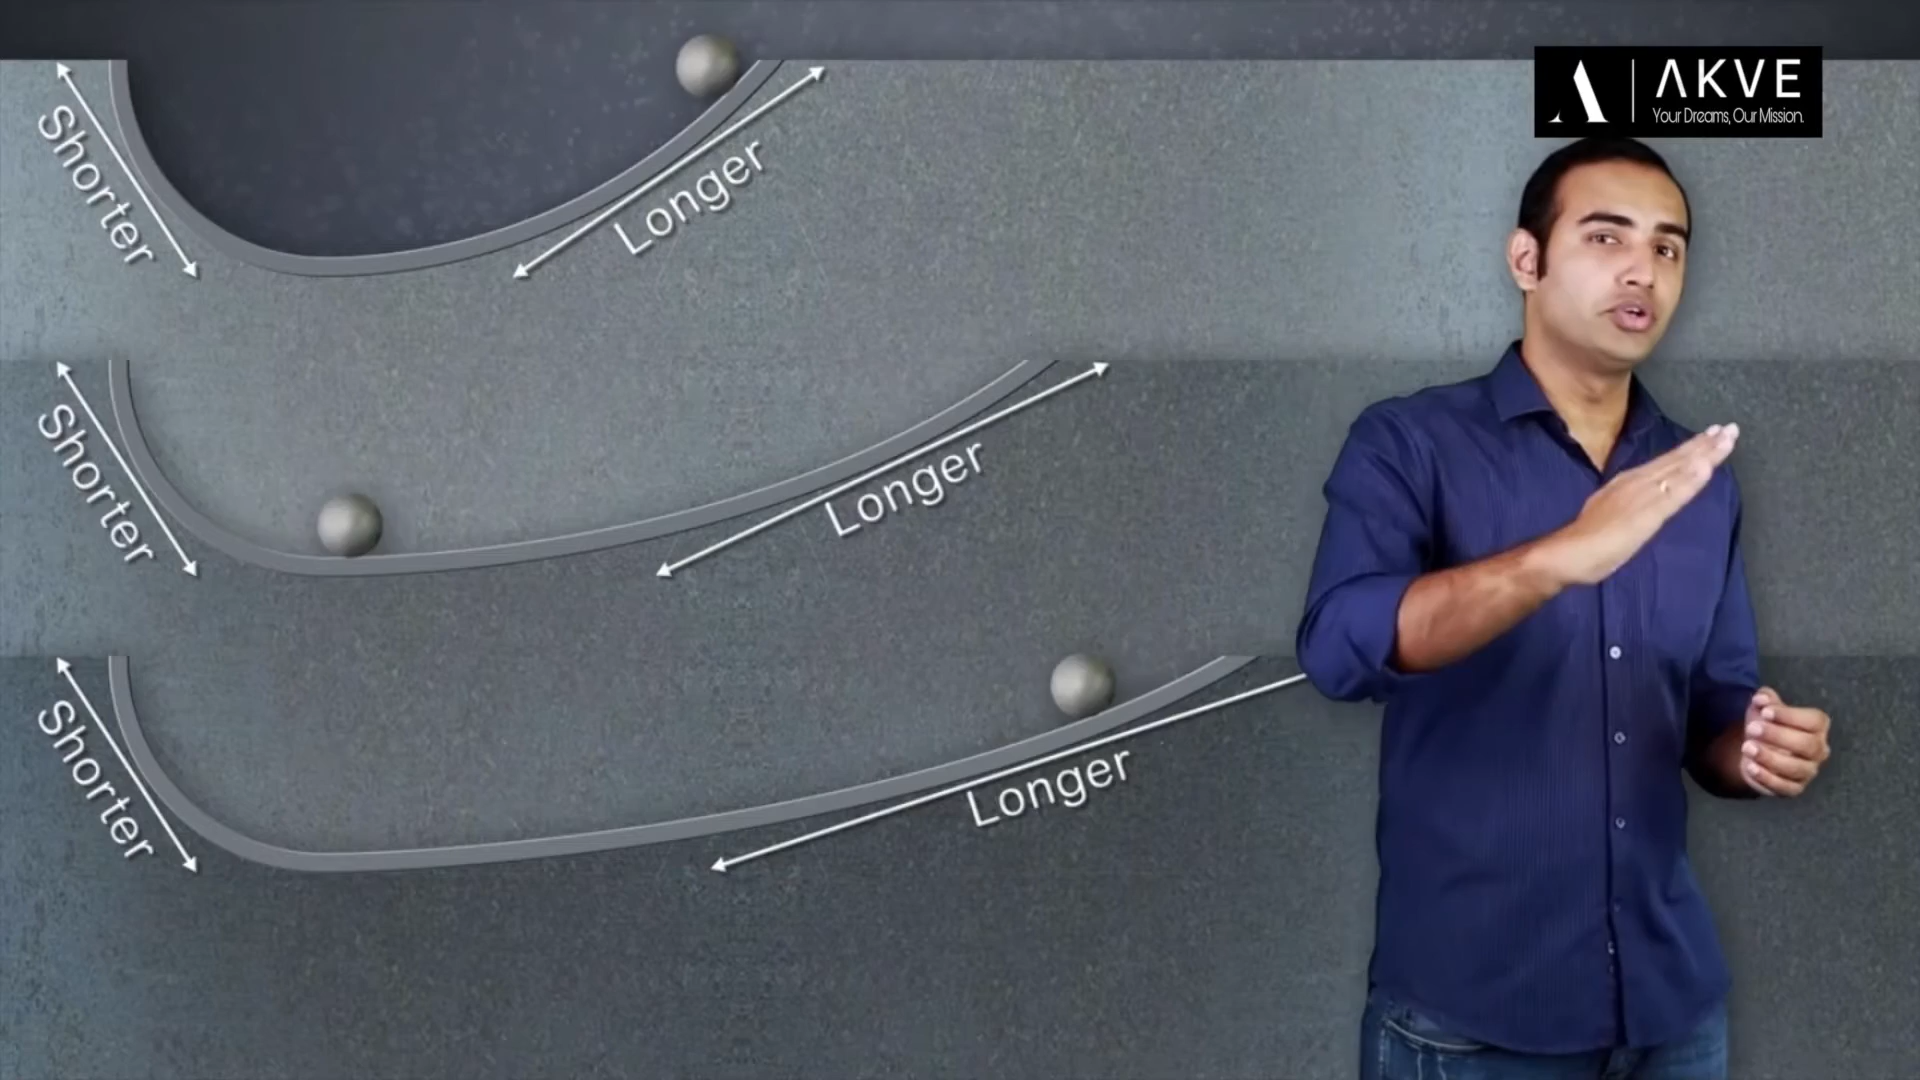 AKVE
Your Dreams, Our Mission.
Shorter
Longer
Shorter
Longer
Shorter
Longer